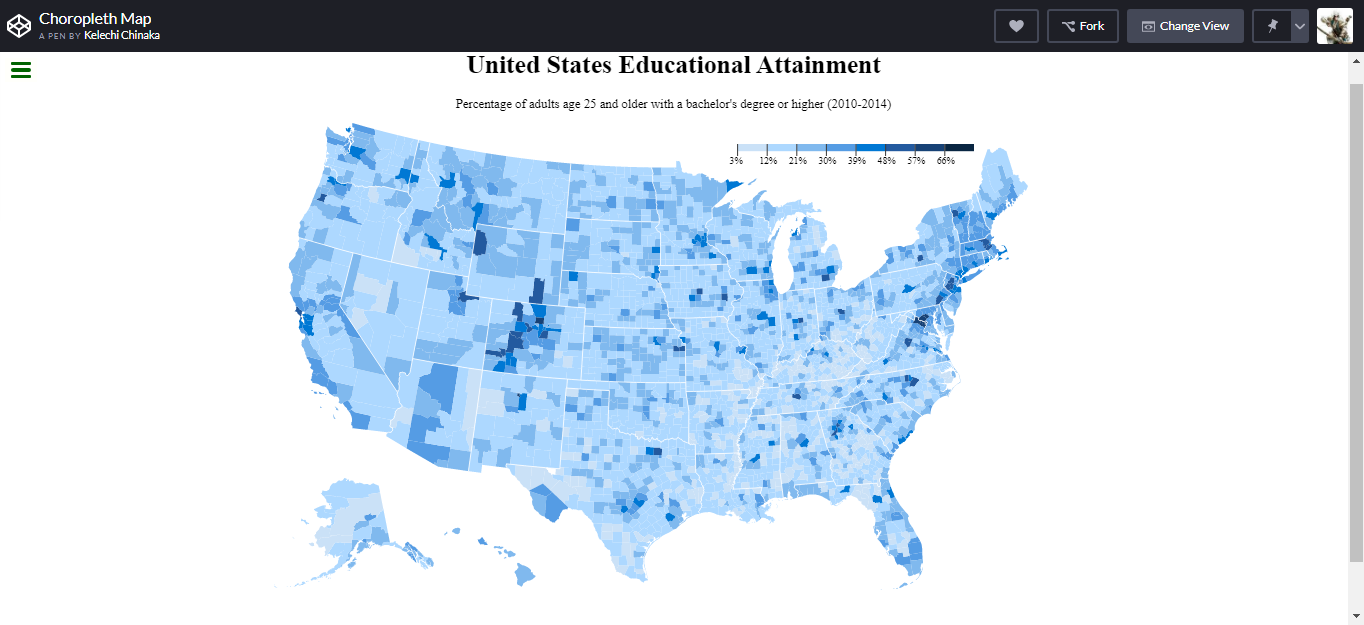 Choropleth Map
A PEN BY Kelechi Chinaka
Fork
Change View
United States Educational Attainment
Percentage of adults age 25 and older with a bachelor's degree or higher (2010-2014)
3% 12% 21% 30% 39% 48% 57% 66%